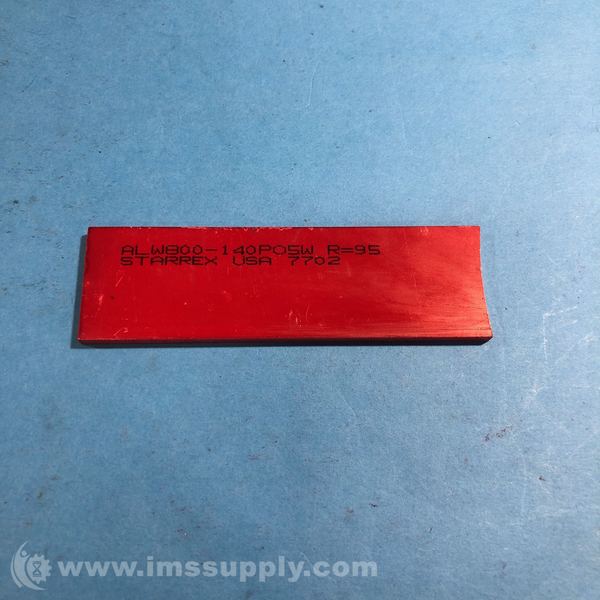 ALW800-140P05W R=95
STARREX USA 7702
www.imssupply.com